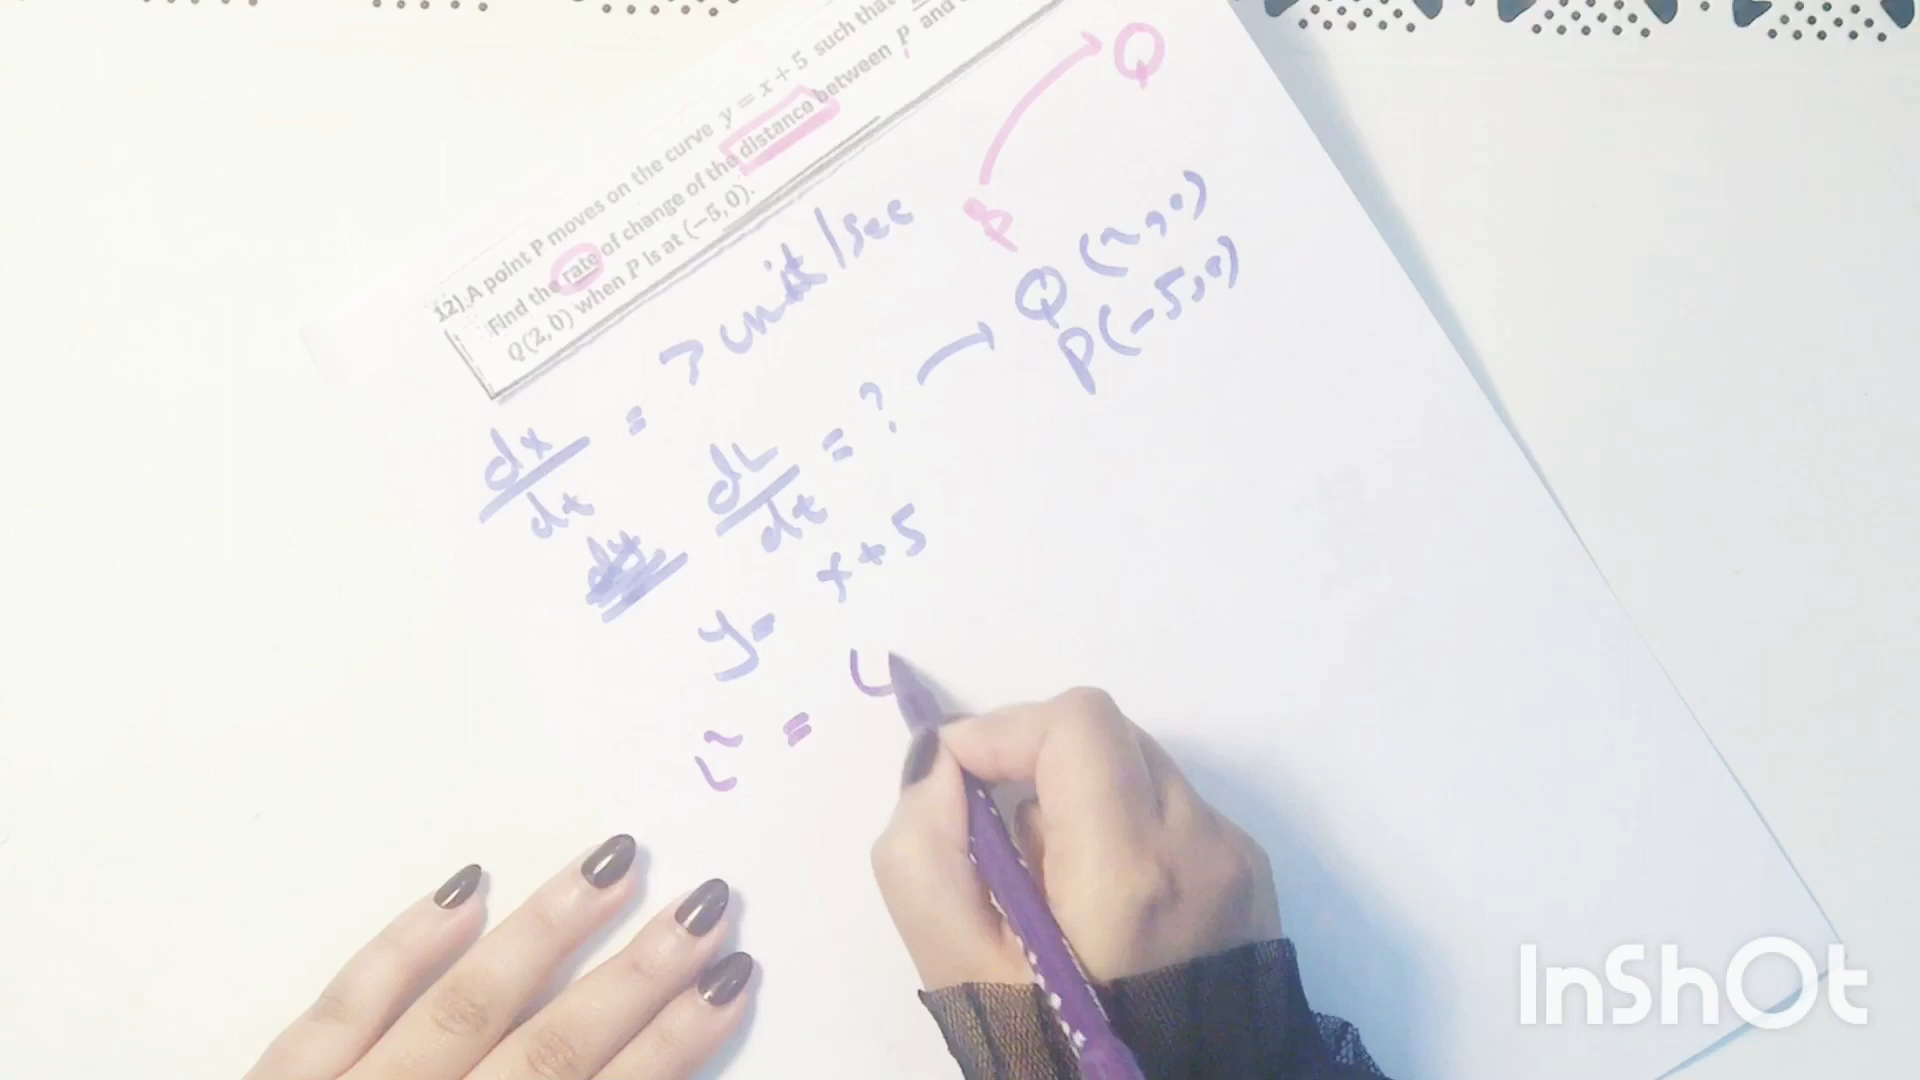 12). A point P moves on the curve y = x + 5 such that
Find the rate of change of the distance between P and
Q(2, 0) when P is at (−5, 0).
P → Q
dx/dt = 7 unit/sec
dL/dt = ? → Q (2,0)
P(-5,0)
y = x + 5
L² =
InShOt